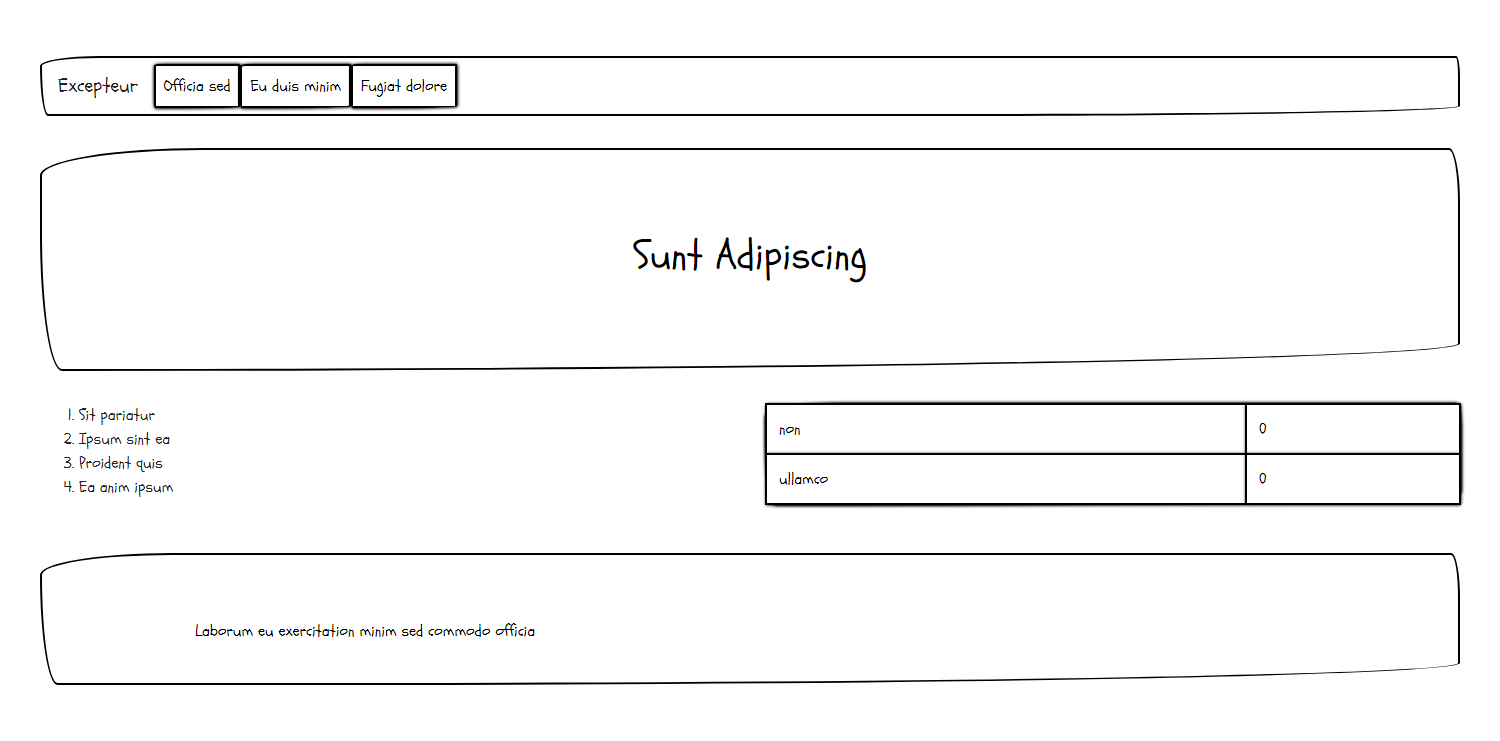 Excepteur Officia sed Eu duis minim Fugiat dolore
Sunt Adipiscing
1. Sit pariatur
2. Ipsum sint ea
3. Proident quis
4. Ea anim ipsum
non 0
ullamco 0
Laborum eu exercitation minim sed commodo officia